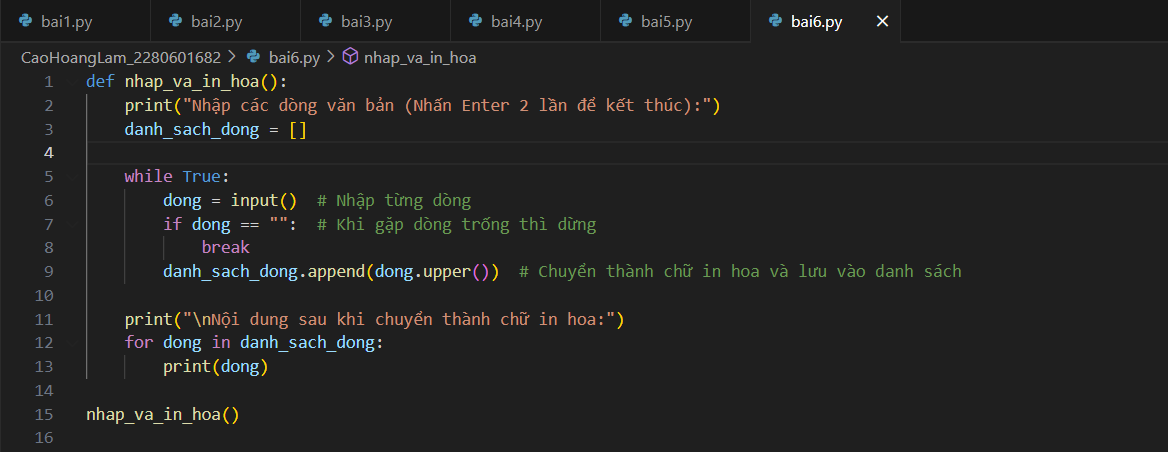 bai1.py bai2.py bai3.py bai4.py bai5.py bai6.py
CaoHoangLam_2280601682 > bai6.py > nhap_va_in_hoa
1 def nhap_va_in_hoa():
2     print("Nhập các dòng văn bản (Nhấn Enter 2 lần để kết thúc):")
3     danh_sach_dong = []
4
5     while True:
6         dong = input()  # Nhập từng dòng
7         if dong == "":  # Khi gặp dòng trống thì dừng
8             break
9         danh_sach_dong.append(dong.upper())  # Chuyển thành chữ in hoa và lưu vào danh sách
10
11     print("\nNội dung sau khi chuyển thành chữ in hoa:")
12     for dong in danh_sach_dong:
13         print(dong)
14
15 nhap_va_in_hoa()
16